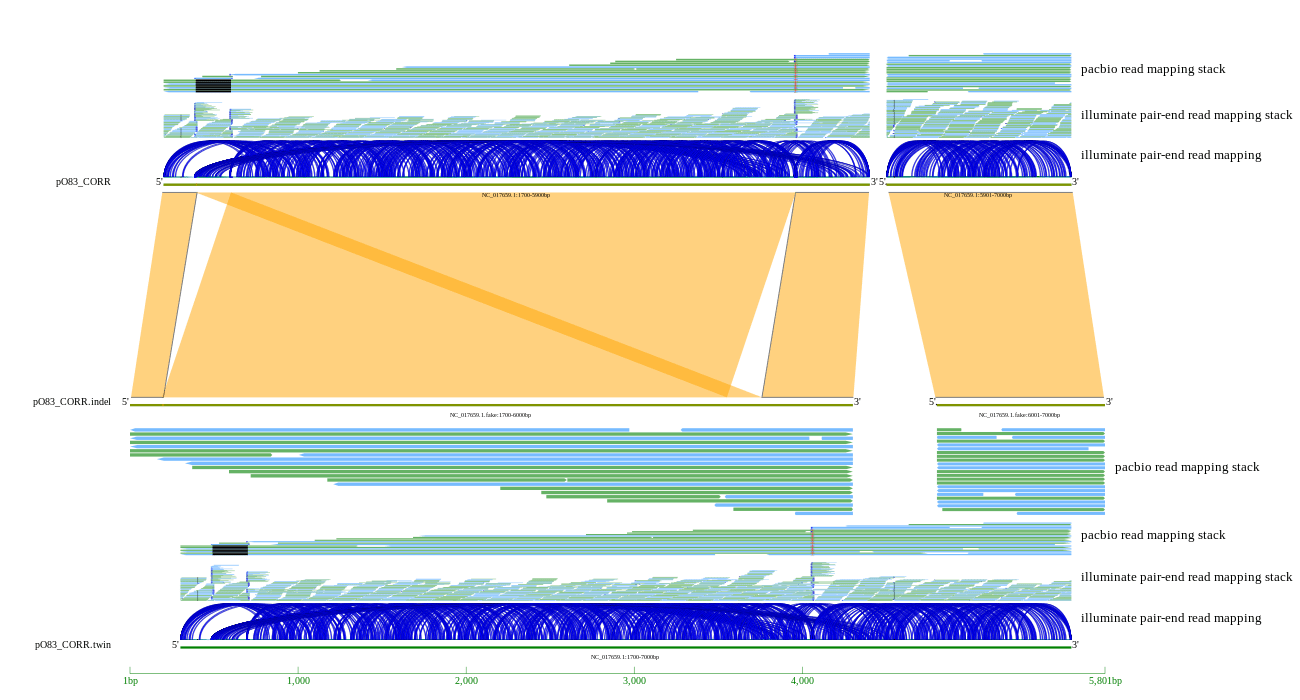 pacbio read mapping stack
illuminate pair-end read mapping stack
illuminate pair-end read mapping
pO83_CORR 5' 3' 5' 3'
NC_017659.1:1700-5900bp NC_017659.1:5901-7000bp
pO83_CORR.indel 5' 3' 5' 3'
NC_017659.1.fake:1700-6000bp NC_017659.1.fake:6001-7000bp
pacbio read mapping stack
pacbio read mapping stack
illuminate pair-end read mapping stack
illuminate pair-end read mapping
pO83_CORR.twin 5' 3'
NC_017659.1:1700-7000bp
1bp 1,000 2,000 3,000 4,000 5,801bp